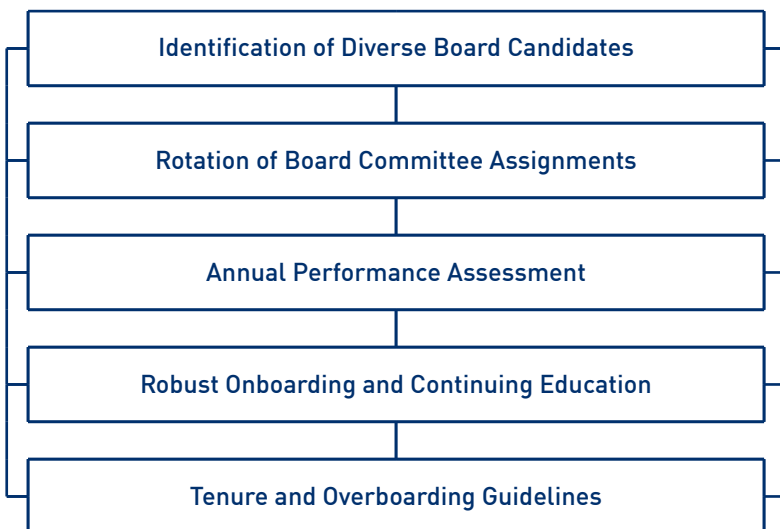 Identification of Diverse Board Candidates
Rotation of Board Committee Assignments
Annual Performance Assessment
Robust Onboarding and Continuing Education
Tenure and Overboarding Guidelines